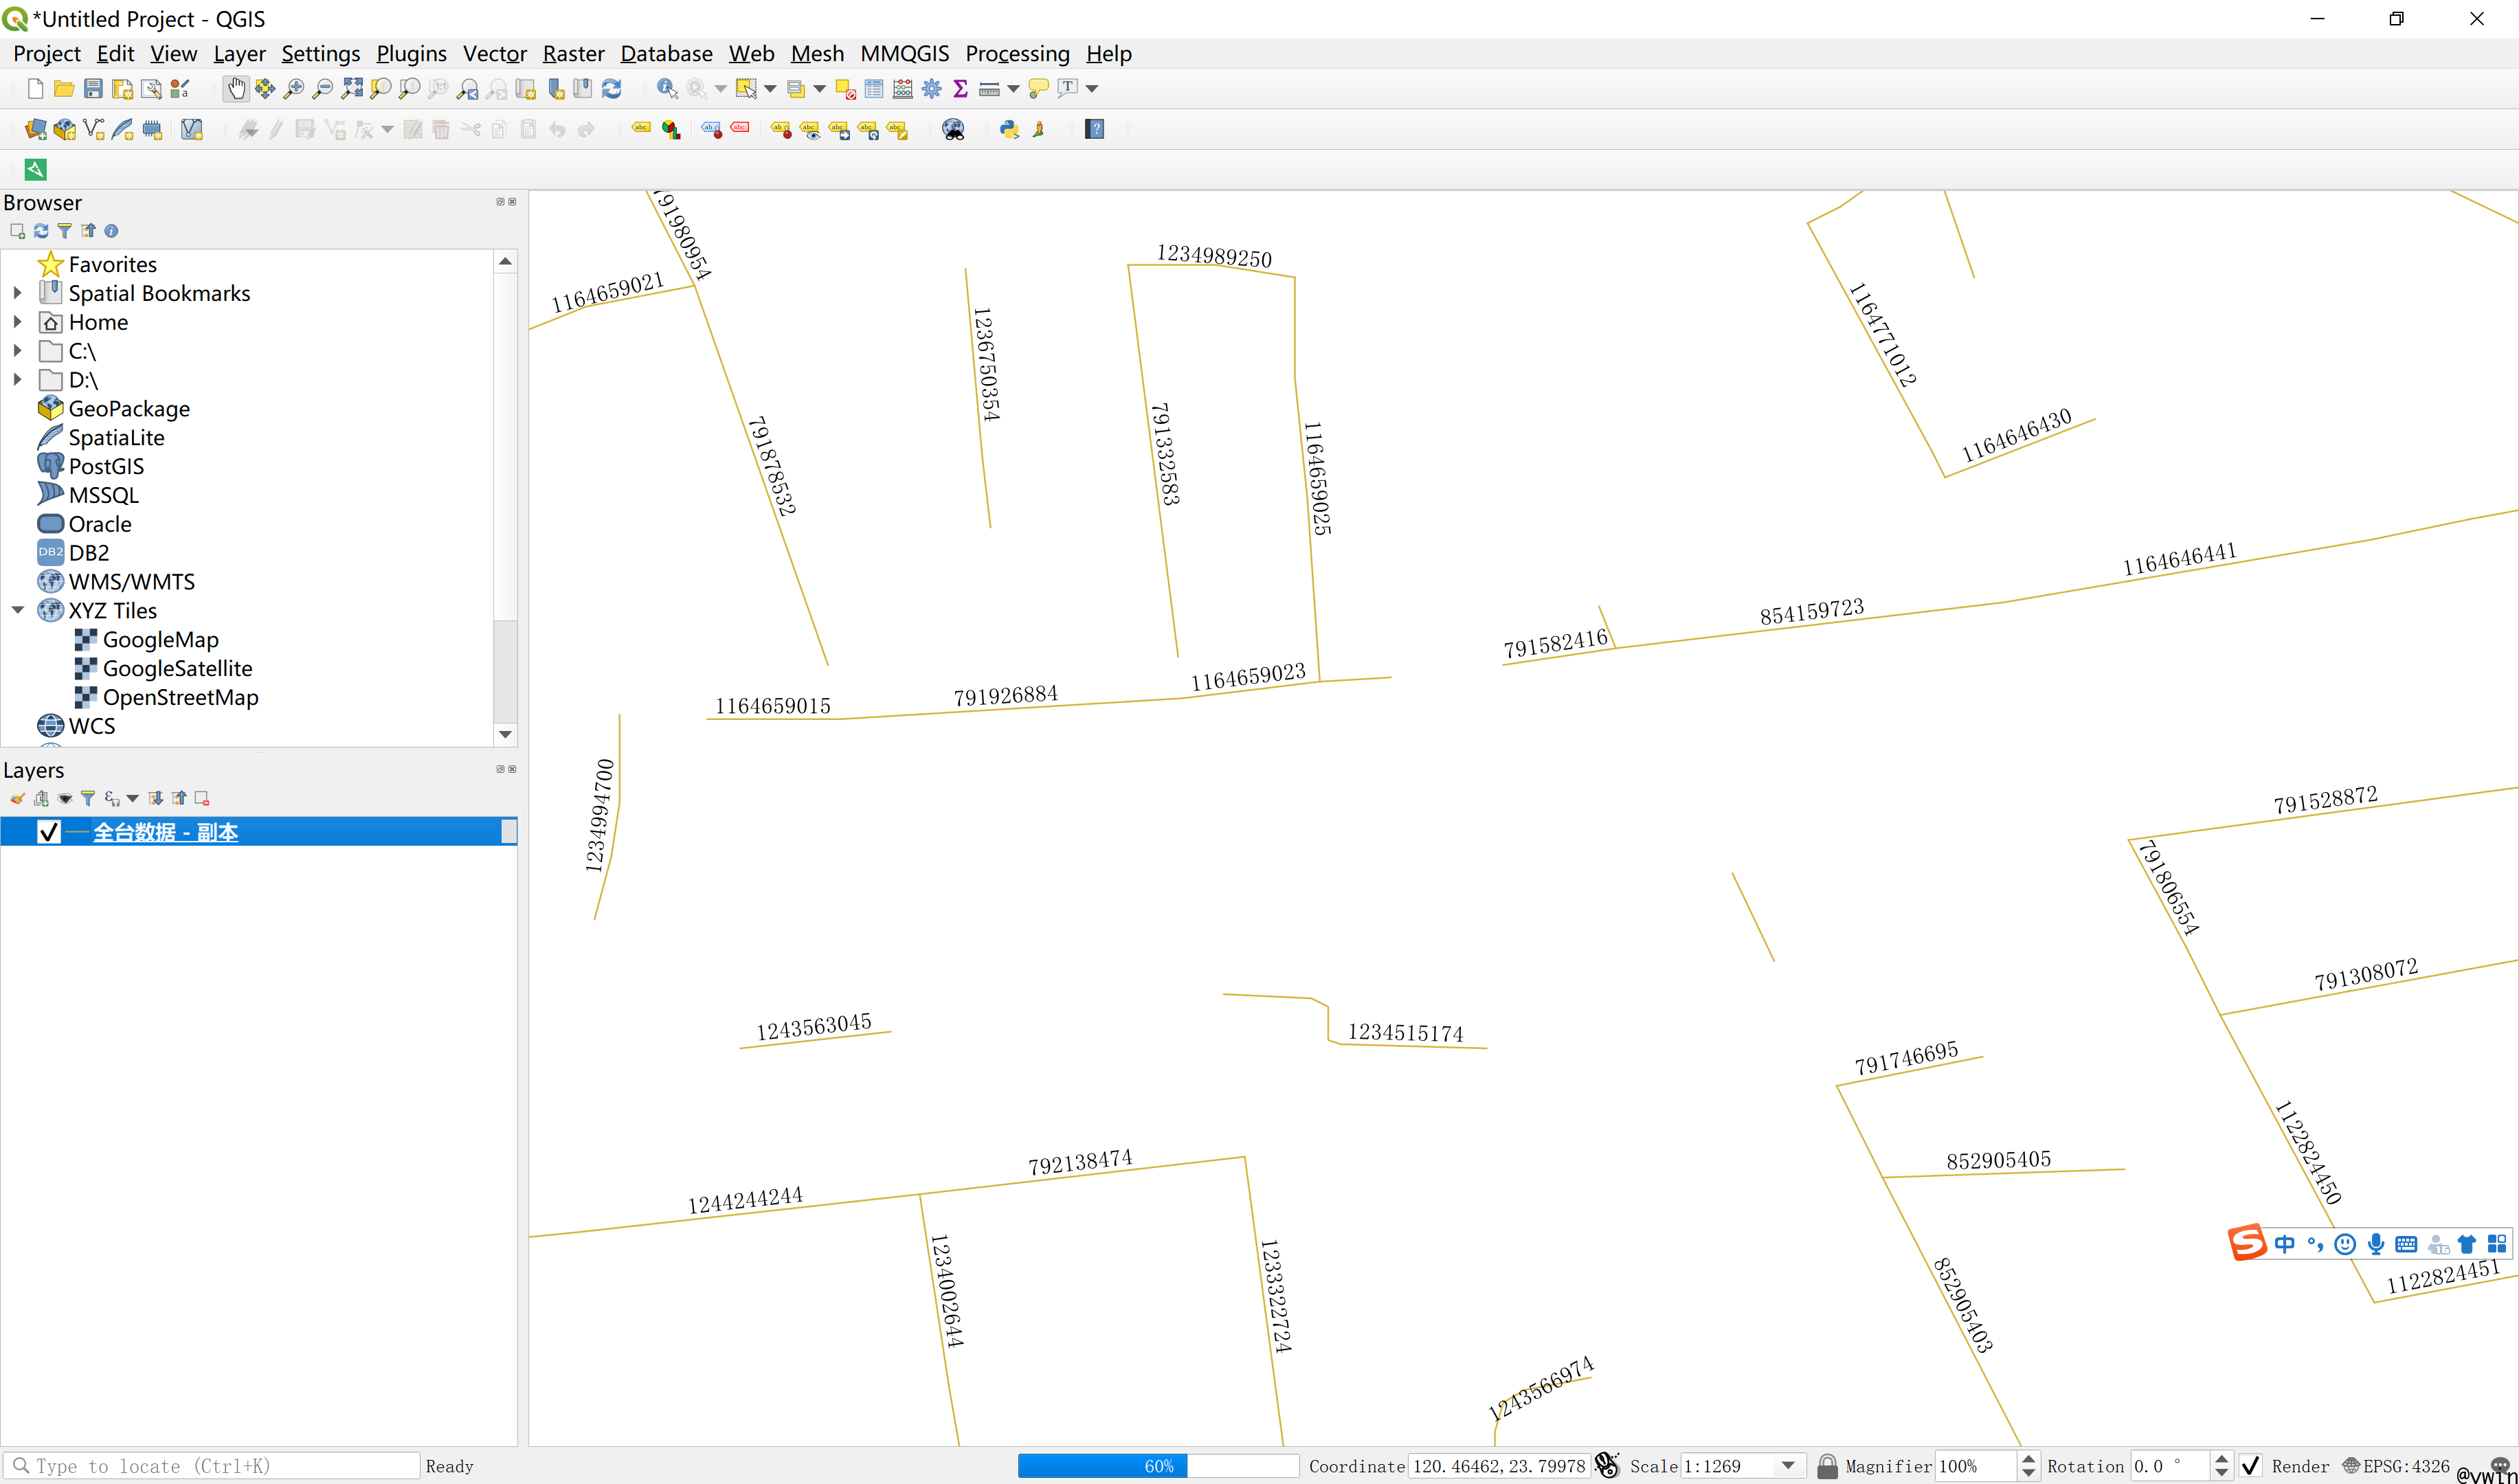 *Untitled Project - QGIS
Project Edit View Layer Settings Plugins Vector Raster Database Web Mesh MMQGIS Processing Help
Browser
Favorites
Spatial Bookmarks
Home
C:\
D:\
GeoPackage
SpatiaLite
PostGIS
MSSQL
Oracle
DB2
DB2
WMS/WMTS
XYZ Tiles
GoogleMap
GoogleSatellite
OpenStreetMap
WCS
Layers
全台数据 - 副本
791980954
1164659021
1234989250
1236750354
791878532
791332583
1164659025
1164771012
1164646430
1164646441
854159723
791582416
1164659023
791926884
1164659015
1234994700
791528872
791806554
791308072
1243563045
1234515174
791746695
852905405
1122824450
792138474
1244244244
1234002644
1233322724
852905403
1122824451
1243566974
中
Type to locate (Ctrl+K)
Ready
60%
Coordinate 120.46462,23.79978
Scale 1:1269
Magnifier 100%
Rotation 0.0 °
Render
EPSG:4326